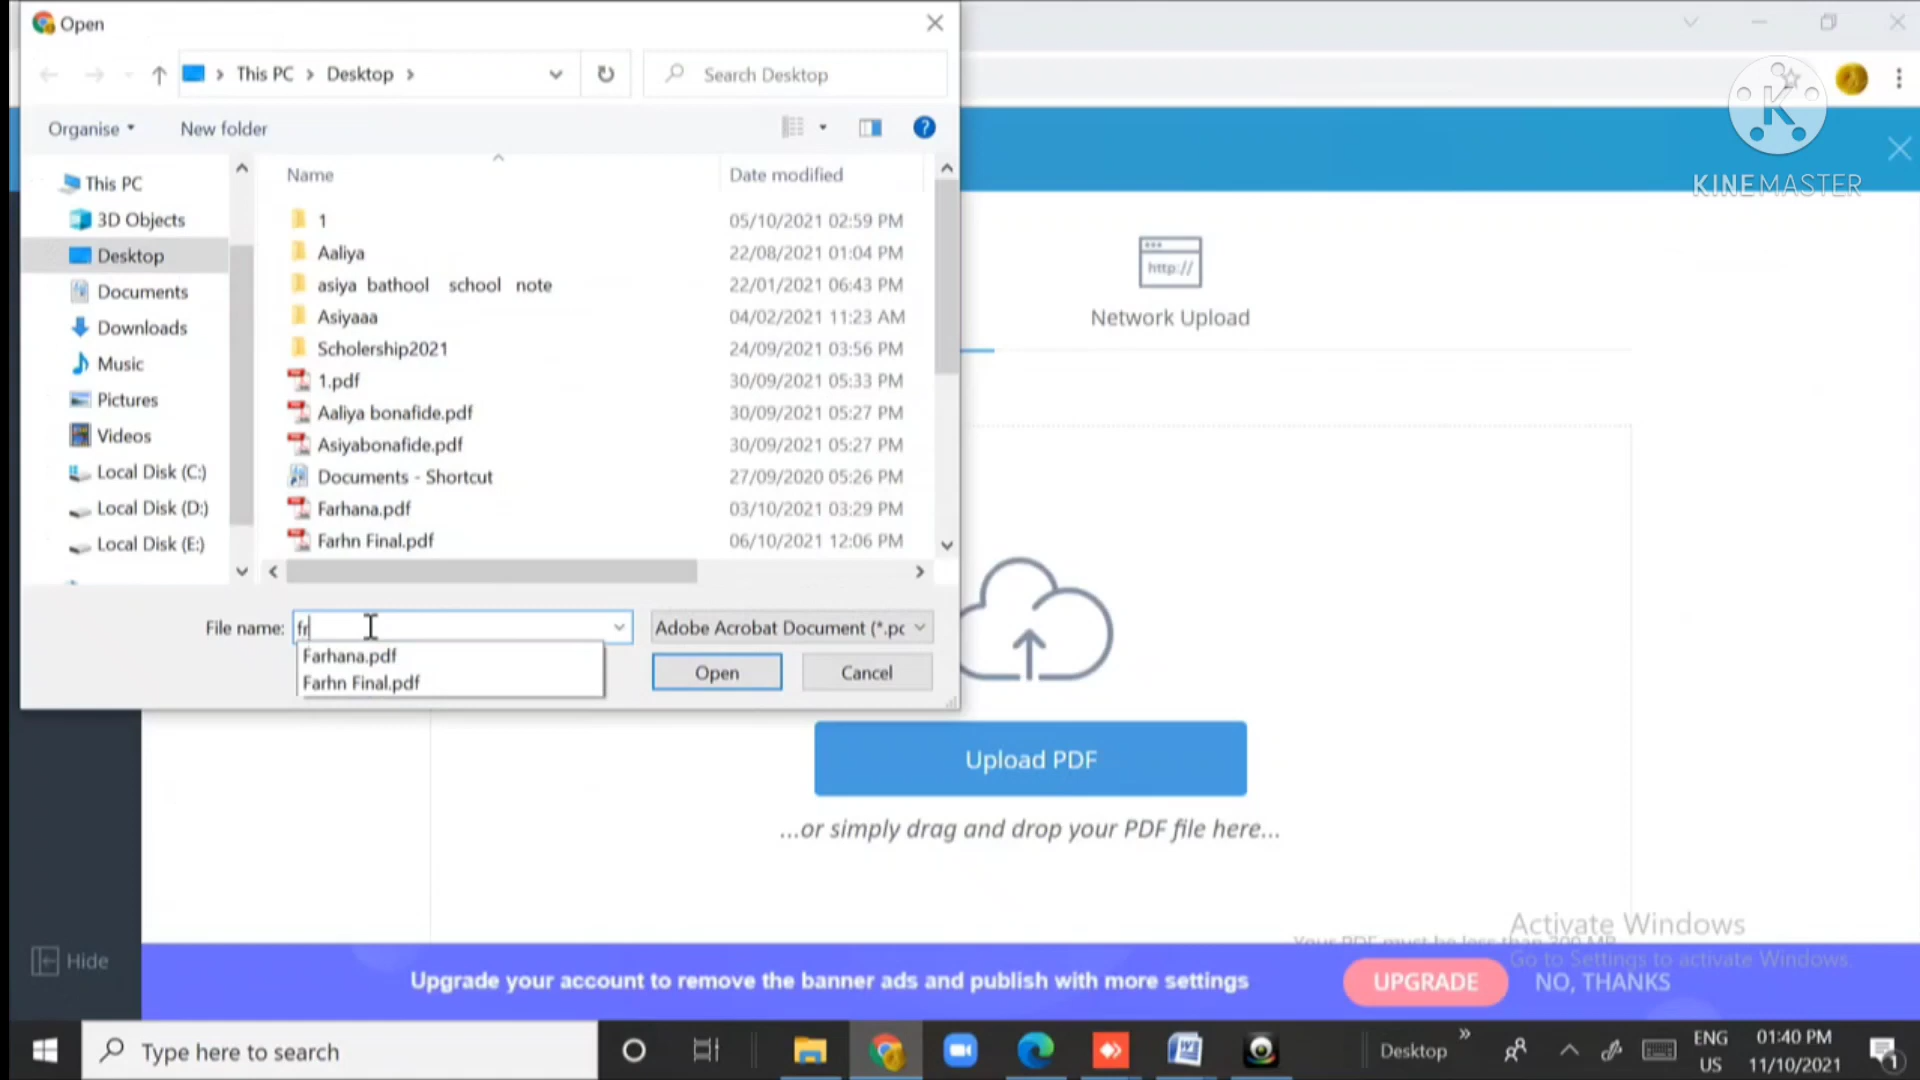 Open
This PC > Desktop >
Search Desktop
Organise
New folder
?
This PC
3D Objects
Desktop
Documents
Downloads
Music
Pictures
Videos
Local Disk (C:)
Local Disk (D:)
Local Disk (E:)
Name Date modified
1 05/10/2021 02:59 PM
Aaliya 22/08/2021 01:04 PM
asiya bathool school note 22/01/2021 06:43 PM
Asiyaaa 04/02/2021 11:23 AM
Scholership2021 24/09/2021 03:56 PM
1.pdf 30/09/2021 05:33 PM
Aaliya bonafide.pdf 30/09/2021 05:27 PM
Asiyabonafide.pdf 30/09/2021 05:27 PM
Documents - Shortcut 27/09/2020 05:26 PM
Farhana.pdf 03/10/2021 03:29 PM
Farhn Final.pdf 06/10/2021 12:06 PM
File name: fr
Adobe Acrobat Document (*.pc
Farhana.pdf
Farhn Final.pdf
Open
Cancel
K
KINEMASTER
http://
Network Upload
Upload PDF
...or simply drag and drop your PDF file here...
Your PDF must be less than 300 MB
Activate Windows
Go to Settings to activate Windows.
Hide
Upgrade your account to remove the banner ads and publish with more settings
UPGRADE
NO, THANKS
Type here to search
Desktop
ENG
US
01:40 PM
11/10/2021
1